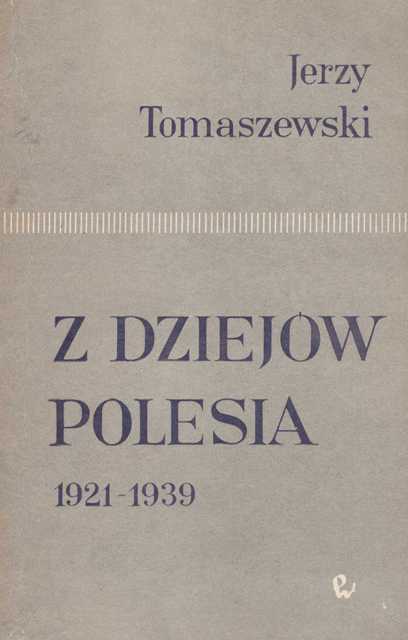 Jerzy
Tomaszewski
Z DZIEJÓW
POLESIA
1921-1939